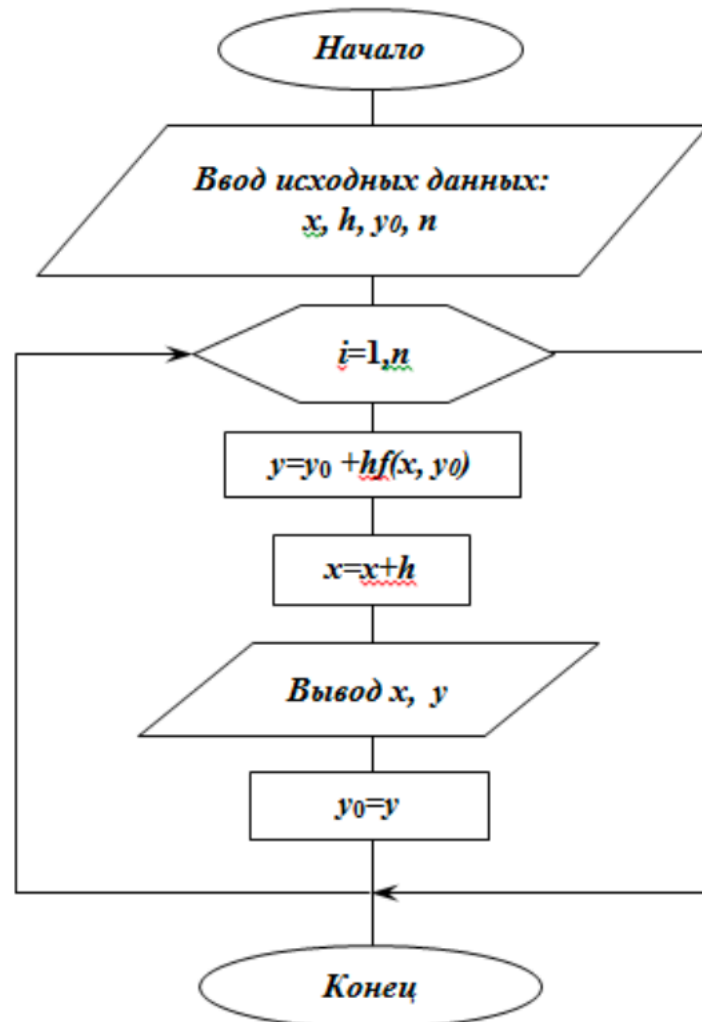 Начало
Ввод исходных данных:
x, h, y₀, n
i=1,n
y=y₀ +hf(x, y₀)
x=x+h
Вывод x, y
y₀=y
Конец